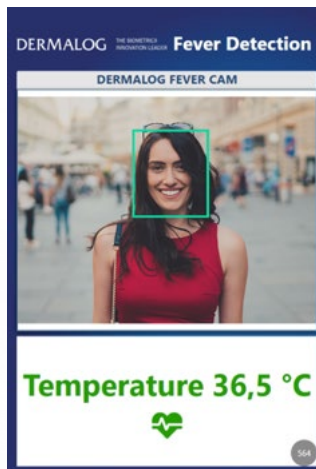 DERMALOG THE BIOMETRICS INNOVATION LEADER Fever Detection
DERMALOG FEVER CAM
Temperature 36,5 °C
564